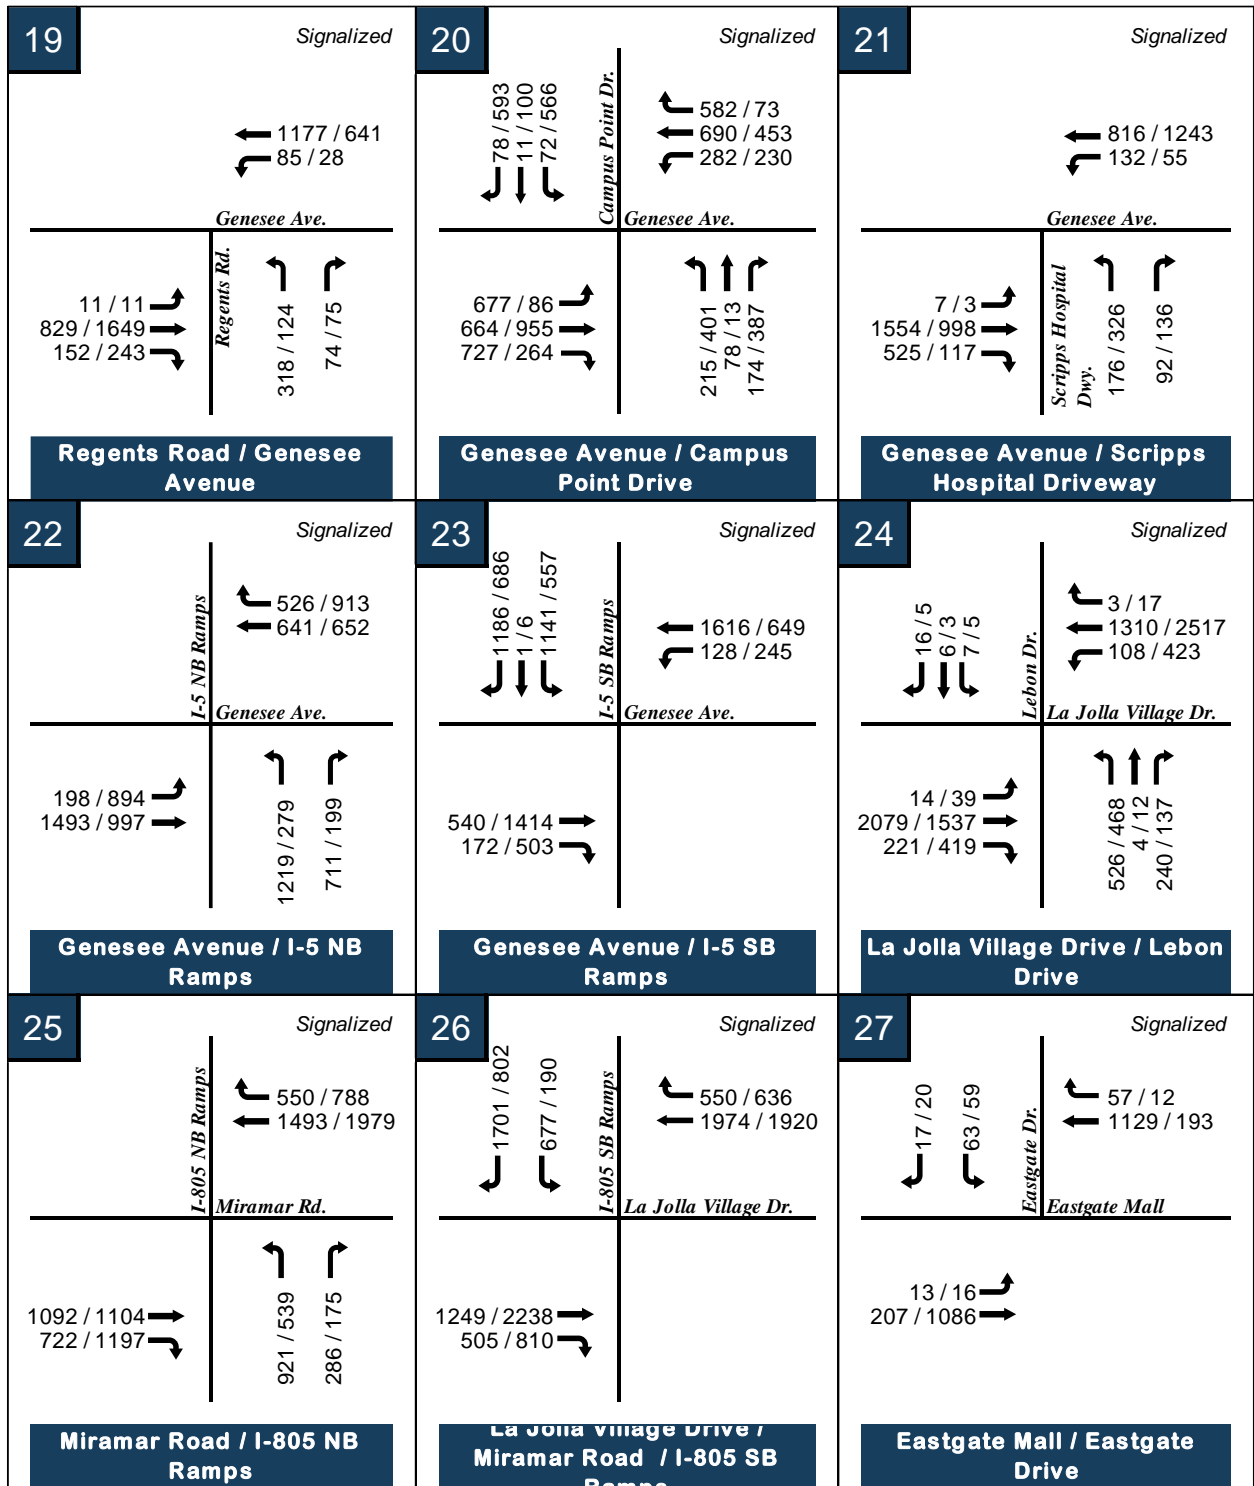 19
Signalized
1177 / 641
85 / 28
Genesee Ave.
Regents Rd.
11 / 11
829 / 1649
152 / 243
318 / 124
74 / 75
Regents Road / Genesee
Avenue
20
Signalized
78 / 593
11 / 100
72 / 566
Campus Point Dr.
582 / 73
690 / 453
282 / 230
Genesee Ave.
677 / 86
664 / 955
727 / 264
215 / 401
78 / 13
174 / 387
Genesee Avenue / Campus
Point Drive
21
Signalized
816 / 1243
132 / 55
Genesee Ave.
7 / 3
1554 / 998
525 / 117
Scripps Hospital
Dwy.
176 / 326
92 / 136
Genesee Avenue / Scripps
Hospital Driveway
22
Signalized
I-5 NB Ramps
526 / 913
641 / 652
Genesee Ave.
198 / 894
1493 / 997
1219 / 279
711 / 199
Genesee Avenue / I-5 NB
Ramps
23
Signalized
1186 / 686
1 / 6
1141 / 557
I-5 SB Ramps
1616 / 649
128 / 245
Genesee Ave.
540 / 1414
172 / 503
Genesee Avenue / I-5 SB
Ramps
24
Signalized
16 / 5
6 / 3
7 / 5
Lebon Dr.
3 / 17
1310 / 2517
108 / 423
La Jolla Village Dr.
14 / 39
2079 / 1537
221 / 419
526 / 468
4 / 12
240 / 137
La Jolla Village Drive / Lebon
Drive
25
Signalized
I-805 NB Ramps
550 / 788
1493 / 1979
Miramar Rd.
1092 / 1104
722 / 1197
921 / 539
286 / 175
Miramar Road / I-805 NB
Ramps
26
Signalized
1701 / 802
677 / 190
I-805 SB Ramps
550 / 636
1974 / 1920
La Jolla Village Dr.
1249 / 2238
505 / 810
La Jolla Village Drive /
Miramar Road / I-805 SB
Ramps
27
Signalized
17 / 20
63 / 59
Eastgate Dr.
57 / 12
1129 / 193
Eastgate Mall
13 / 16
207 / 1086
Eastgate Mall / Eastgate
Drive